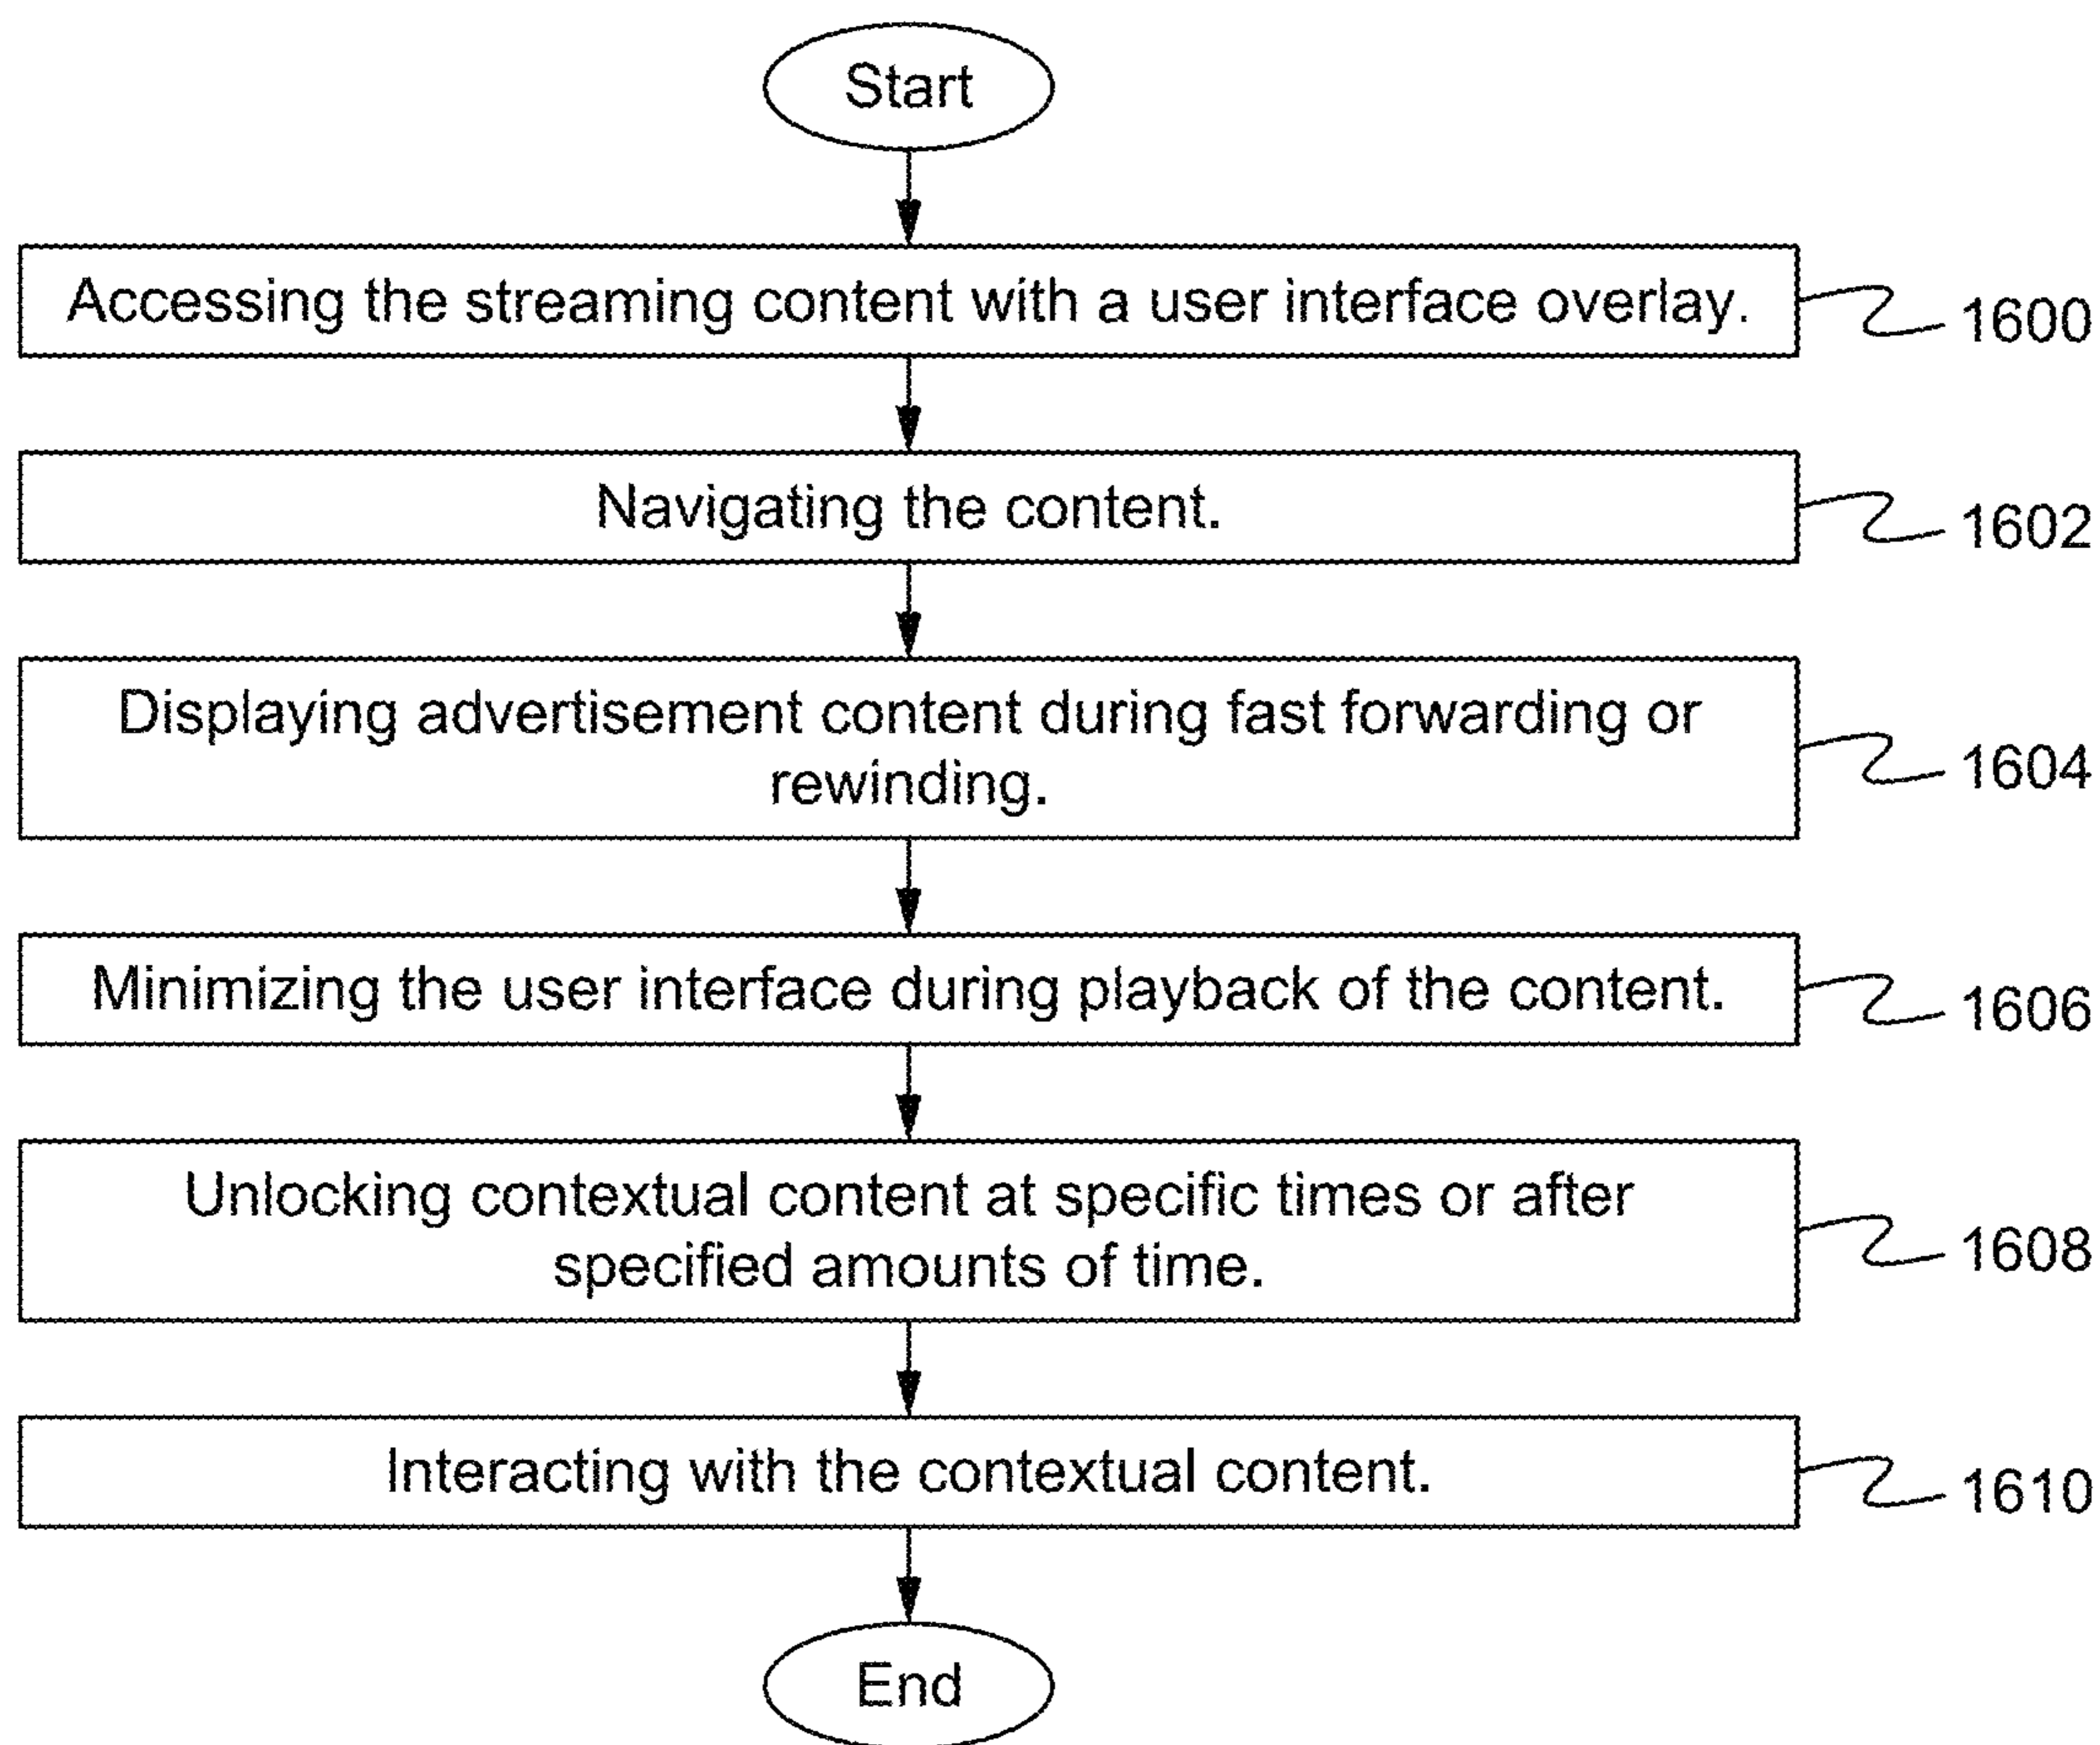 Start
Accessing the streaming content with a user interface overlay.
1600
Navigating the content.
1602
Displaying advertisement content during fast forwarding or
rewinding.
1604
Minimizing the user interface during playback of the content.
1606
Unlocking contextual content at specific times or after
specified amounts of time.
1608
Interacting with the contextual content.
1610
End